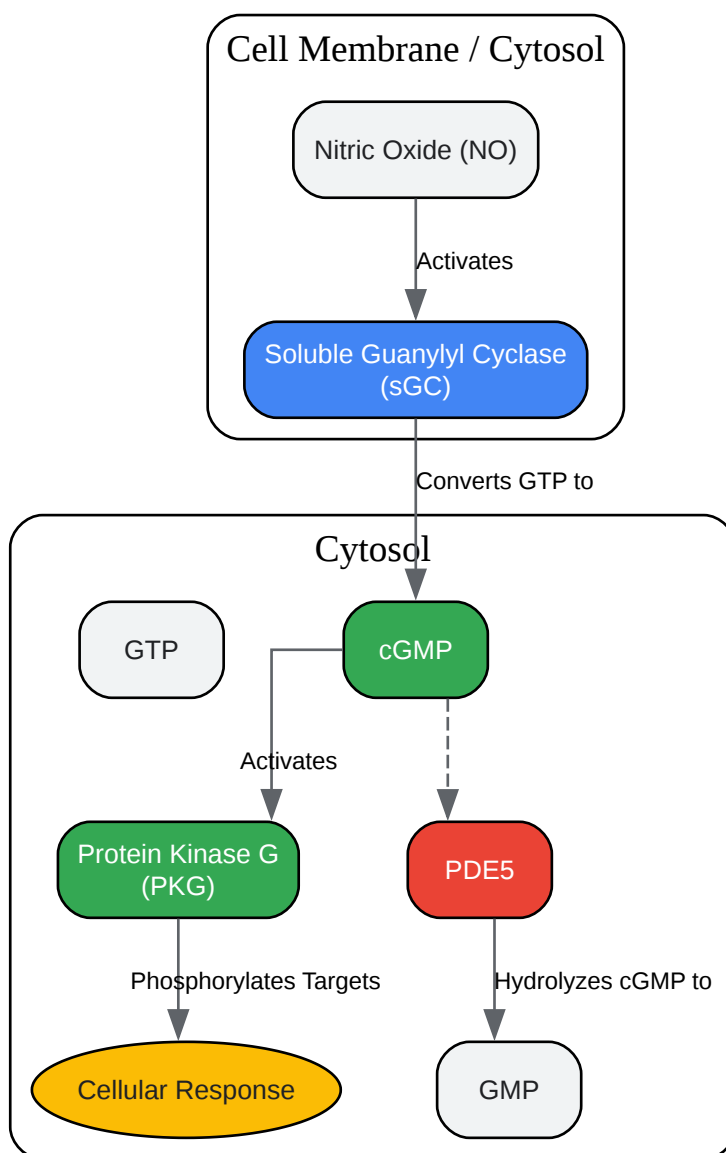 Cell Membrane / Cytosol
Nitric Oxide (NO)
Activates
Soluble Guanylyl Cyclase
(sGC)
Converts GTP to
Cytosol
GTP
cGMP
Activates
Protein Kinase G
(PKG)
PDE5
Phosphorylates Targets
Hydrolyzes cGMP to
Cellular Response
GMP